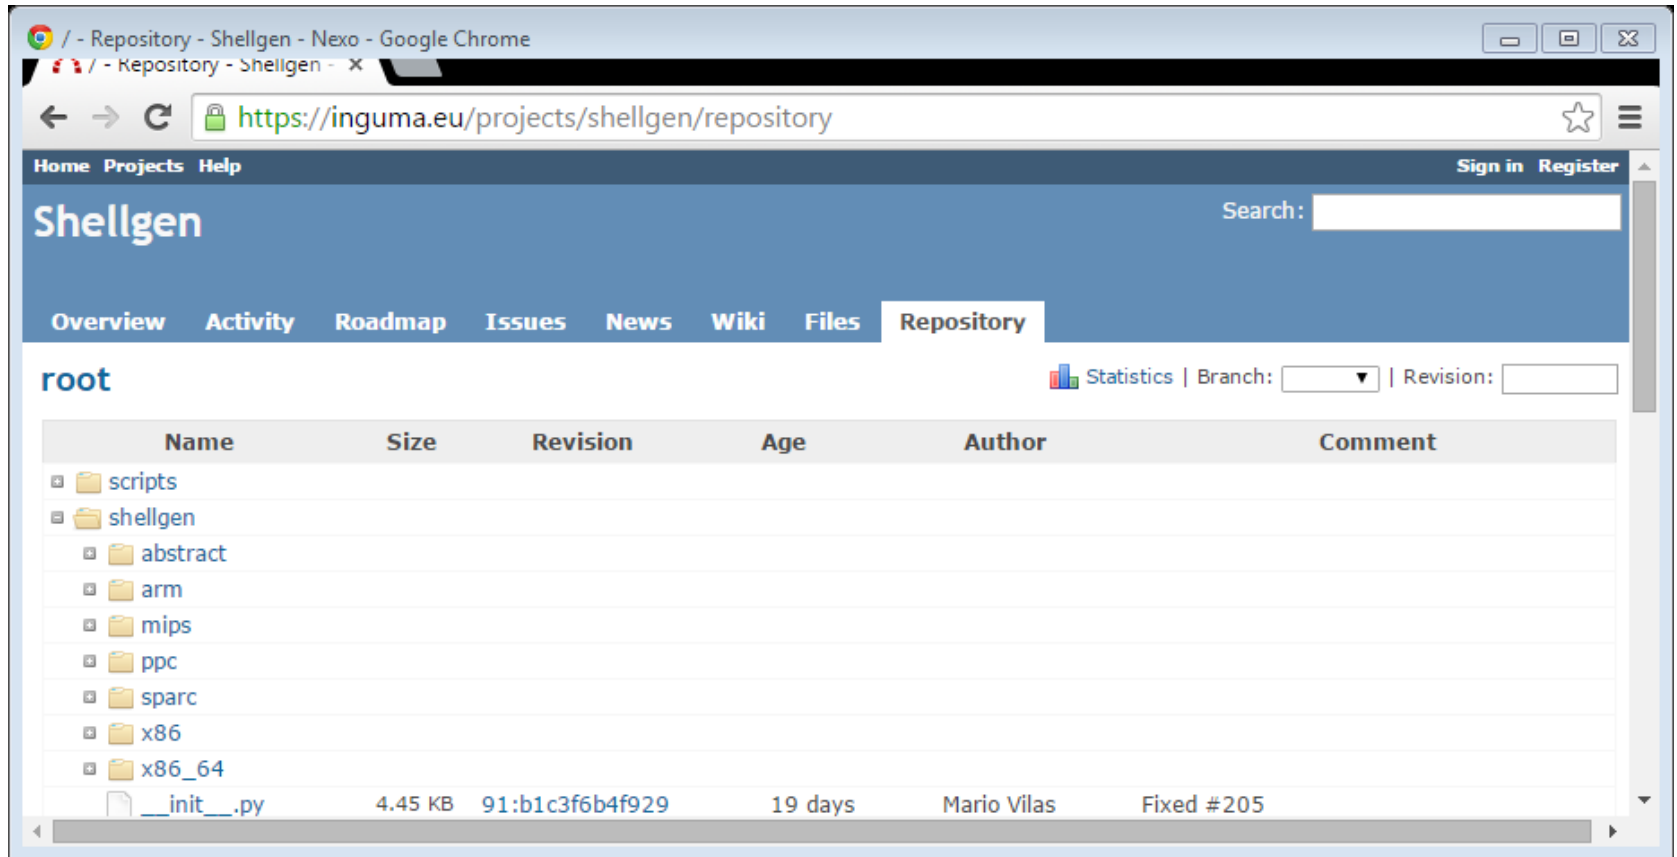 / - Repository - Shellgen - Nexo - Google Chrome
/ - Repository - Shellgen -
https://inguma.eu/projects/shellgen/repository
Home Projects Help Sign in Register
Shellgen Search:
Overview Activity Roadmap Issues News Wiki Files Repository
root Statistics | Branch: | Revision:
Name Size Revision Age Author Comment
scripts
shellgen
abstract
arm
mips
ppc
sparc
x86
x86_64
__init__.py 4.45 KB 91:b1c3f6b4f929 19 days Mario Vilas Fixed #205